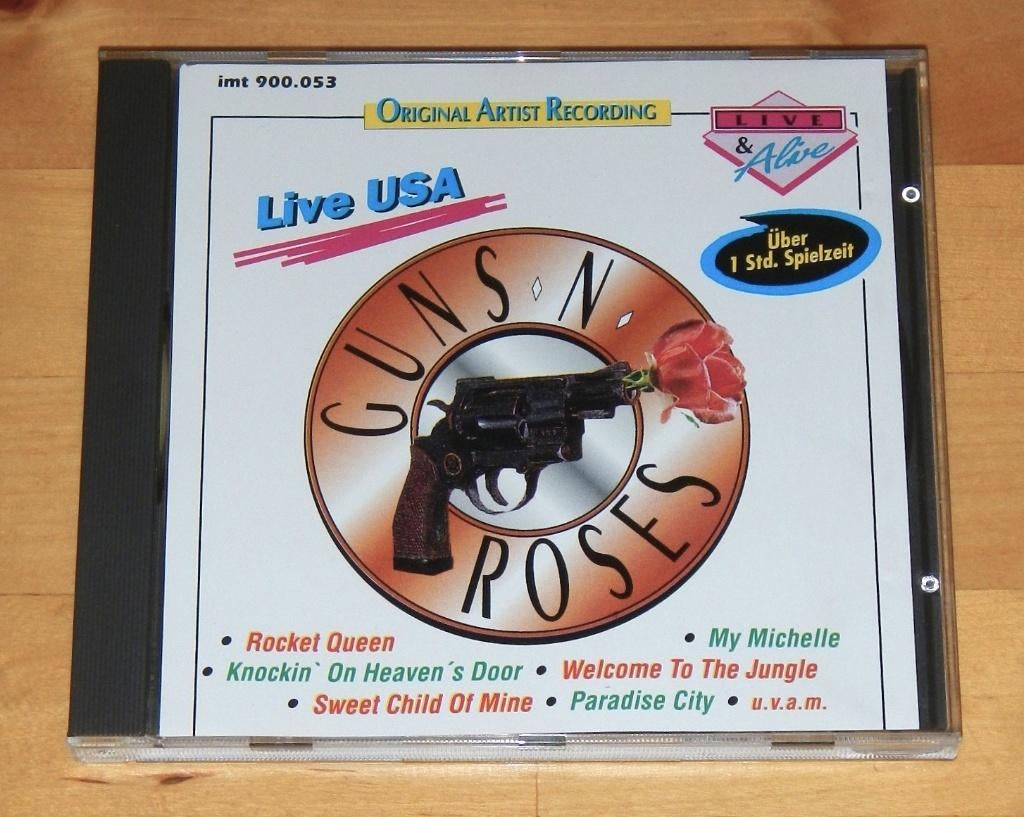 imt 900.053
ORIGINAL ARTIST RECORDING
LIVE
& Alive
Live USA
Über
1 Std. Spielzeit
GUNS N
ROSES
• Rocket Queen • My Michelle
• Knockin` On Heaven´s Door • Welcome To The Jungle
• Sweet Child Of Mine • Paradise City • u.v.a.m.